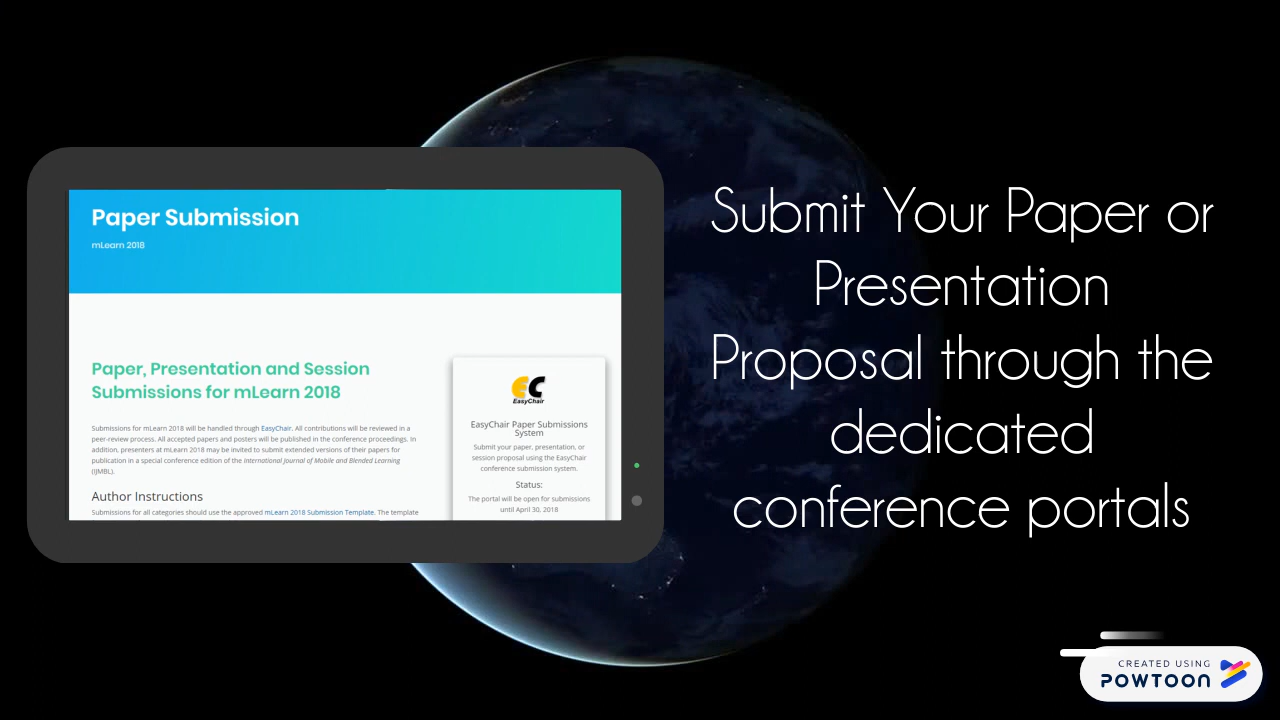 Paper Submission
mLearn 2018
Paper, Presentation and Session
Submissions for mLearn 2018
Submissions for mLearn 2018 will be handled through EasyChair. All contributions will be reviewed in a
peer-review process. All accepted papers and posters will be published in the conference proceedings. In
addition, presenters at mLearn 2018 may be invited to submit extended versions of their papers for
publication in a special conference edition of the International Journal of Mobile and Blended Learning
(IJMBL).
Author Instructions
Submissions for all categories should use the approved mLearn 2018 Submission Template. The template
EC
EasyChair
EasyChair Paper Submissions
System
Submit your paper, presentation, or
session proposal using the EasyChair
conference submission system.
Status:
The portal will be open for submissions
until April 30, 2018
Submit Your Paper or
Presentation
Proposal through the
dedicated
conference portals
CREATED USING
POWTOON